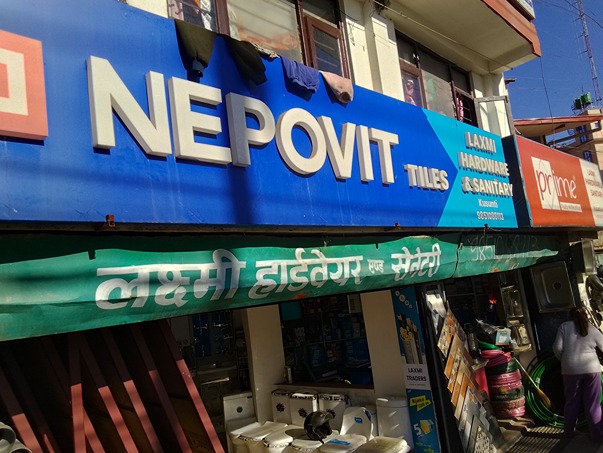 NEPOVIT TILES
LAXMI
HARDWARE
& SANITARY
Kusunti
prime
लक्ष्मी हार्डवेयर एण्ड सेनेटरी
LAXMI
TRADERS